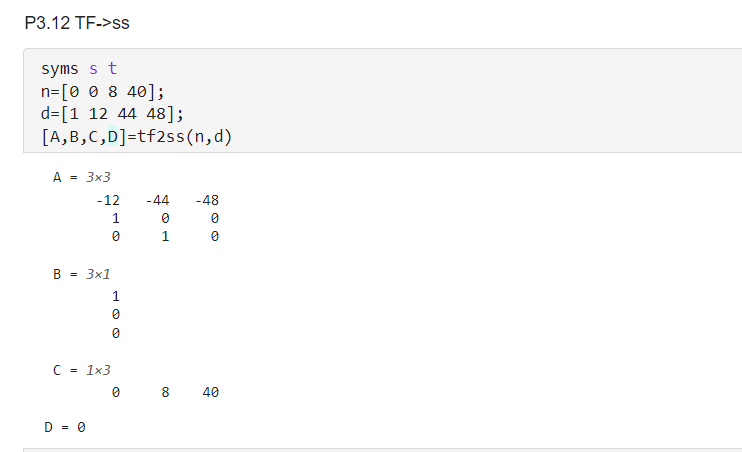 P3.12 TF->ss
syms s t
n=[0 0 8 40];
d=[1 12 44 48];
[A,B,C,D]=tf2ss(n,d)
A = 3×3
-12 -44 -48
1 0 0
0 1 0
B = 3×1
1
0
0
C = 1×3
0 8 40
D = 0